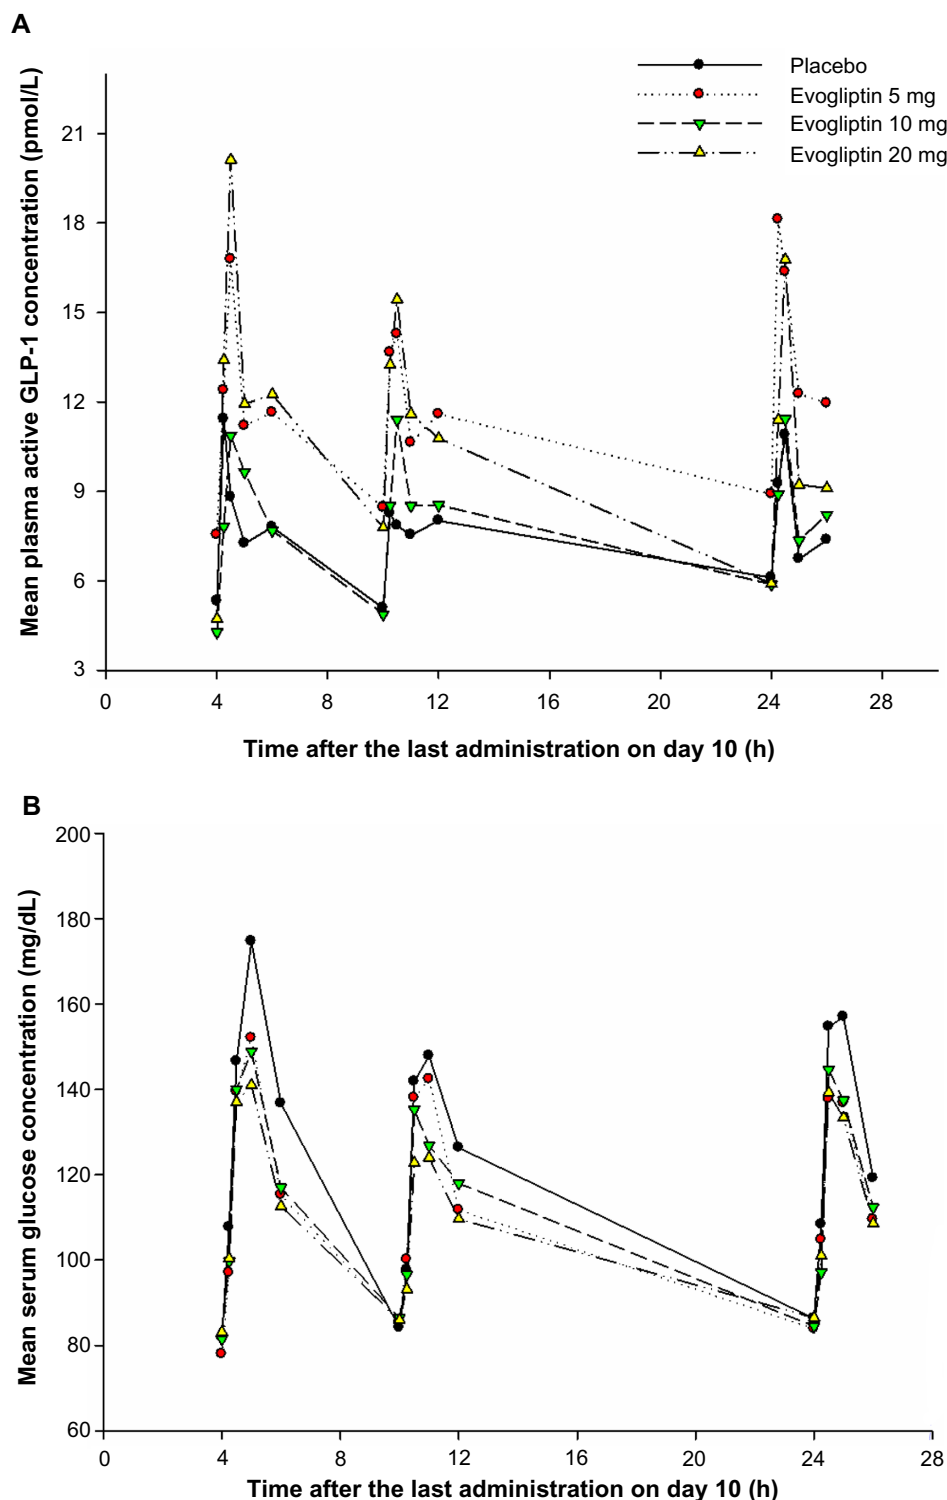 A
Placebo
Evogliptin 5 mg
Evogliptin 10 mg
Evogliptin 20 mg
Mean plasma active GLP-1 concentration (pmol/L)
21
18
15
12
9
6
3
0 4 8 12 16 20 24 28
Time after the last administration on day 10 (h)
B
Mean serum glucose concentration (mg/dL)
200
180
160
140
120
100
80
60
0 4 8 12 16 20 24 28
Time after the last administration on day 10 (h)